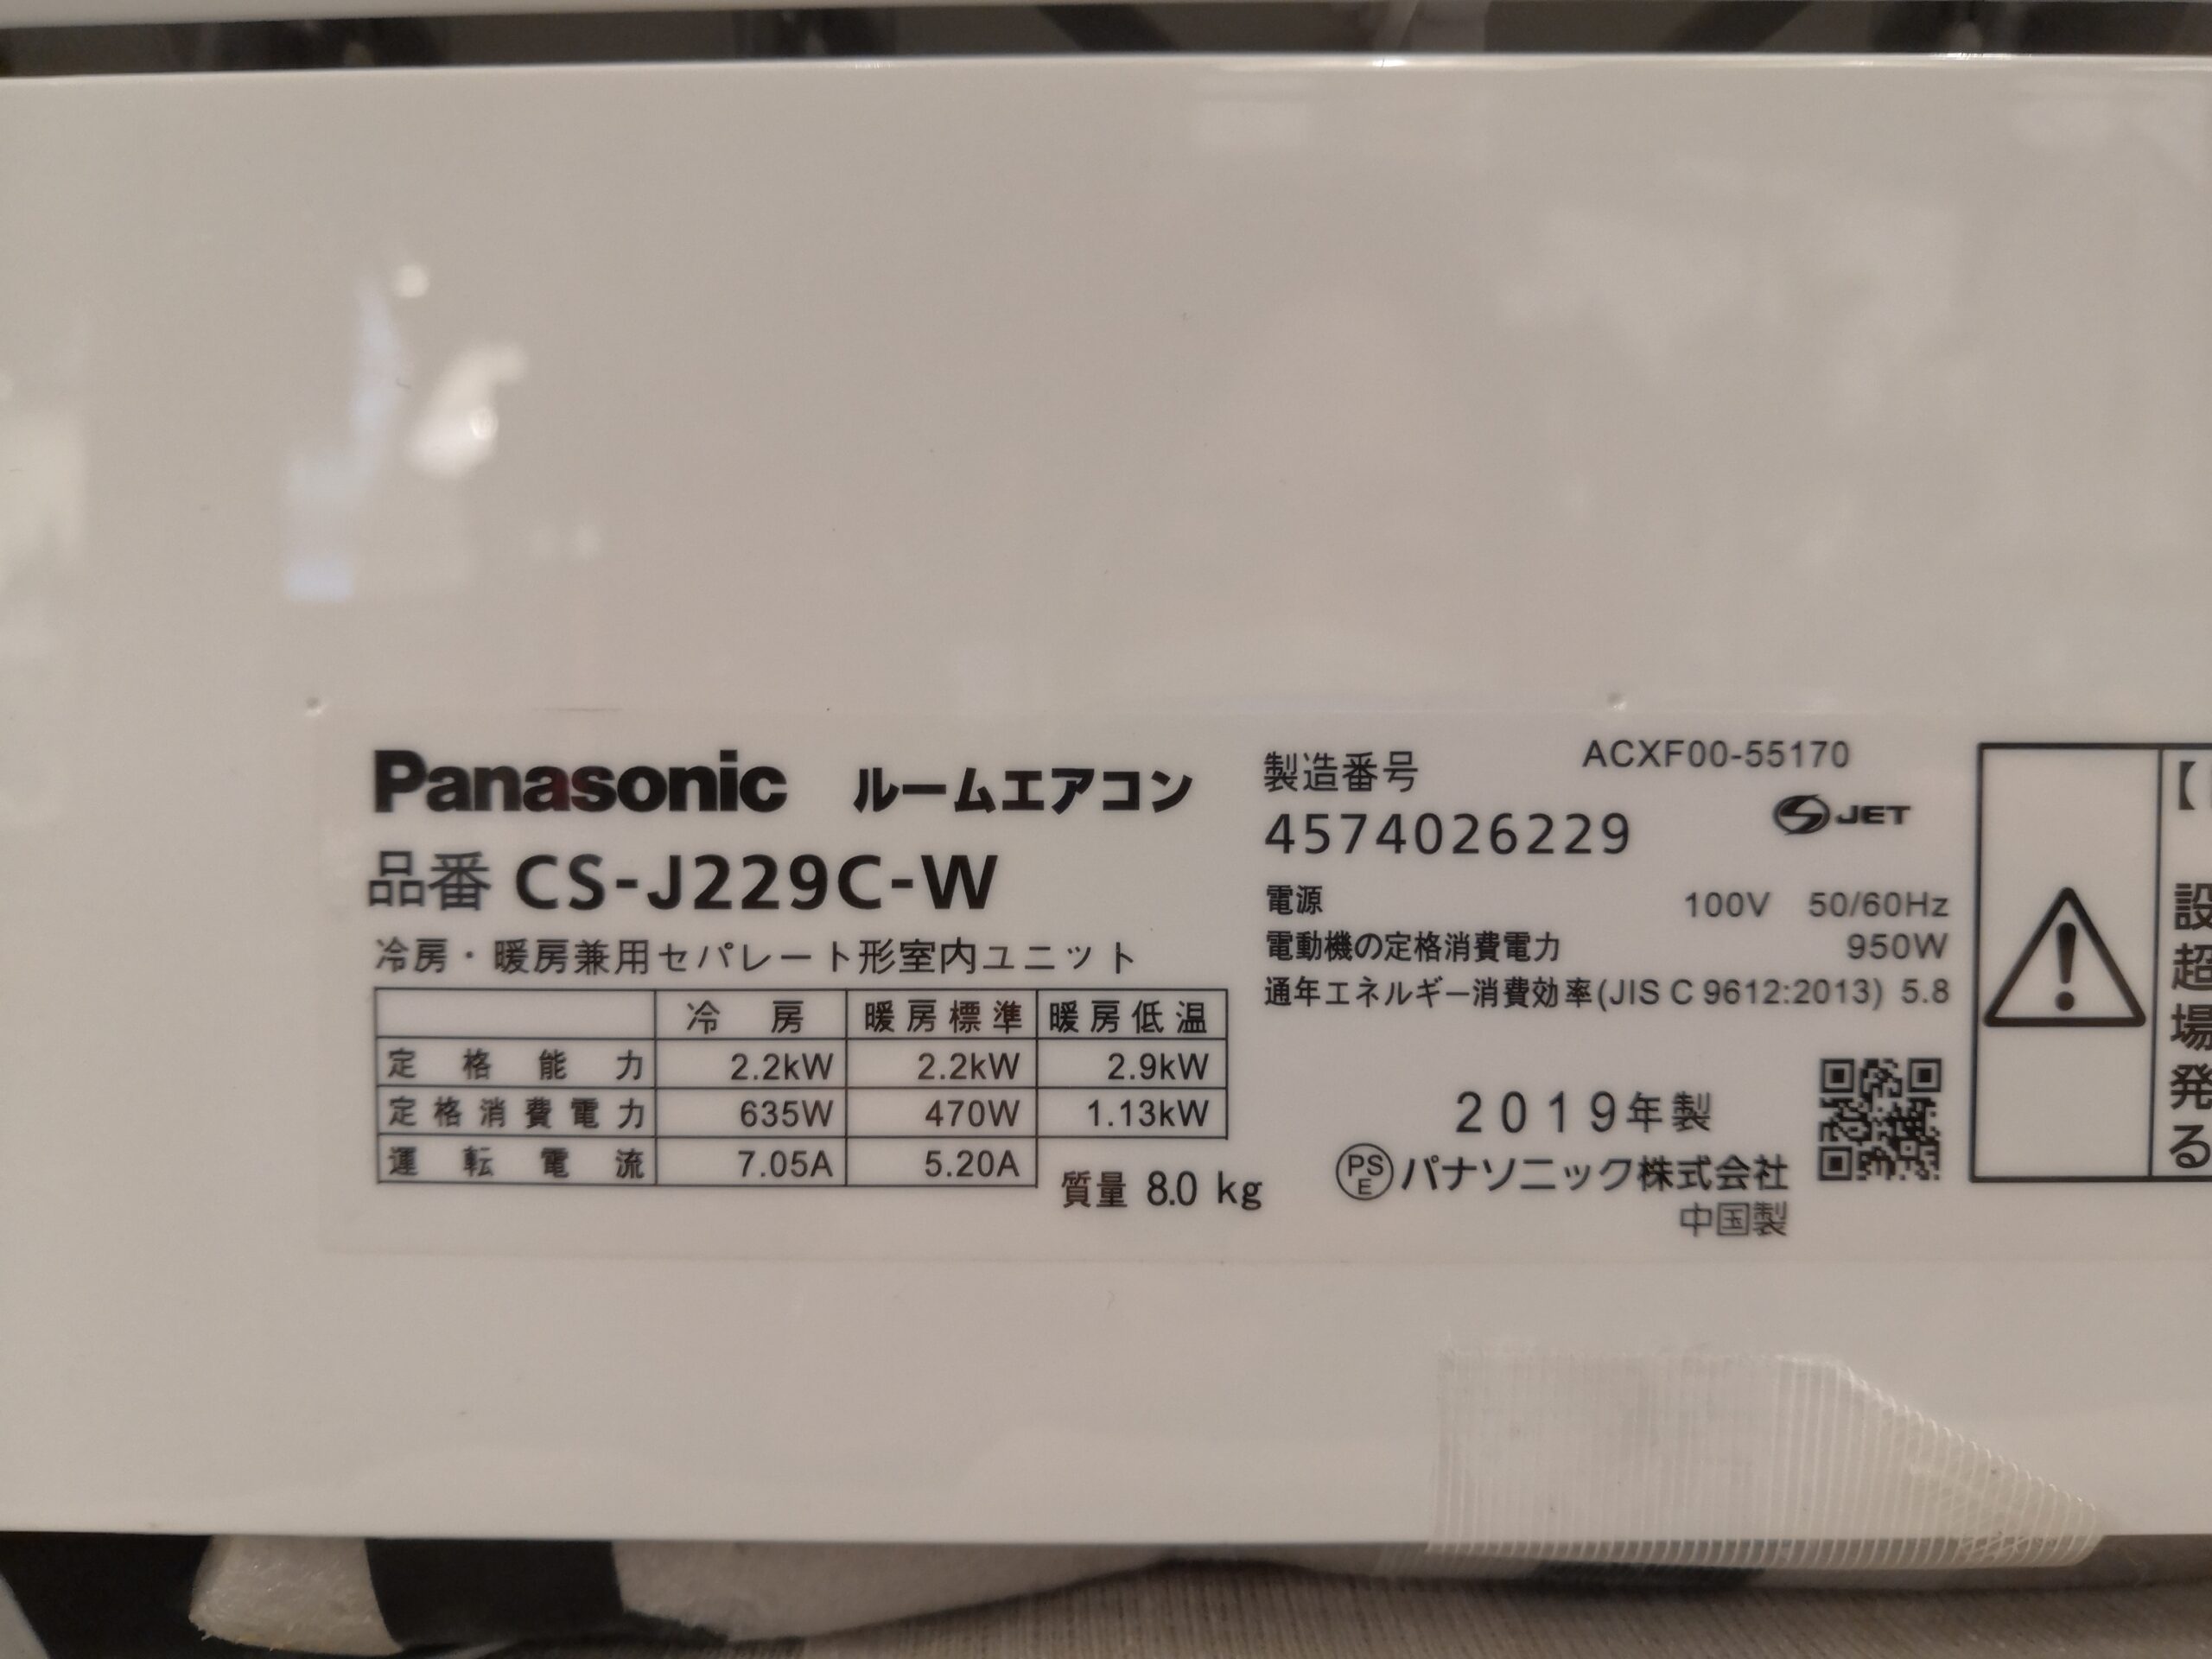 Panasonic ルームエアコン
品番 CS-J229C-W
冷房・暖房兼用セパレート形室内ユニット
冷房 暖房標準 暖房低温
定格能力 2.2kW 2.2kW 2.9kW
定格消費電力 635W 470W 1.13kW
運転電流 7.05A 5.20A
質量 8.0 kg
製造番号 ACXF00-55170
4574026229
JET
電源 100V 50/60Hz
電動機の定格消費電力 950W
通年エネルギー消費効率(JIS C 9612:2013) 5.8
2019年製
PSE パナソニック株式会社
中国製
【
設
超
場
発
る